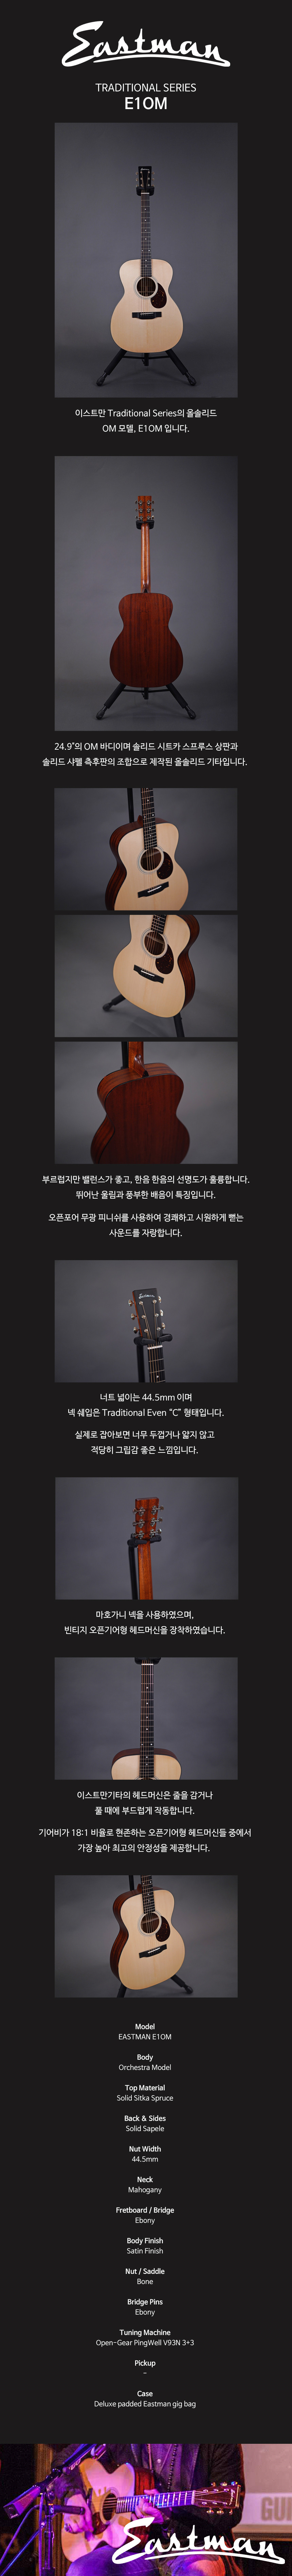 Eastman
TRADITIONAL SERIES
E1OM
이스트만 Traditional Series의 올솔리드
OM 모델, E1OM 입니다.
24.9"의 OM 바디이며 솔리드 시트카 스프루스 상판과
솔리드 사펠 측후판의 조합으로 제작된 올솔리드 기타입니다.
부르럽지만 밸런스가 좋고, 한음 한음의 선명도가 훌륭합니다.
뛰어난 울림과 풍부한 배음이 특징입니다.
오픈포어 무광 피니쉬를 사용하여 경쾌하고 시원하게 뻗는
사운드를 자랑합니다.
Eastman
너트 넓이는 44.5mm 이며
넥 쉐입은 Traditional Even “C” 형태입니다.
실제로 잡아보면 너무 두껍거나 얇지 않고
적당히 그립감 좋은 느낌입니다.
마호가니 넥을 사용하였으며,
빈티지 오픈기어형 헤드머신을 장착하였습니다.
이스트만기타의 헤드머신은 줄을 감거나
풀 때에 부드럽게 작동합니다.
기어비가 18:1 비율로 현존하는 오픈기어형 헤드머신들 중에서
가장 높아 최고의 안정성을 제공합니다.
Model
EASTMAN E1OM
Body
Orchestra Model
Top Material
Solid Sitka Spruce
Back & Sides
Solid Sapele
Nut Width
44.5mm
Neck
Mahogany
Fretboard / Bridge
Ebony
Body Finish
Satin Finish
Nut / Saddle
Bone
Bridge Pins
Ebony
Tuning Machine
Open-Gear PingWell V93N 3+3
Pickup
-
Case
Deluxe padded Eastman gig bag
GUI
Eastman